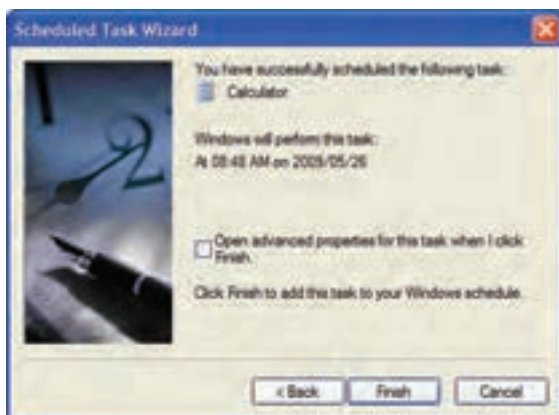 Scheduled Task Wizard
You have successfully scheduled the following task:
Calculator
Windows will perform this task:
At 08:48 AM on 2009/05/26
Open advanced properties for this task when I click
Finish.
Click Finish to add this task to your Windows schedule.
< Back Finish Cancel